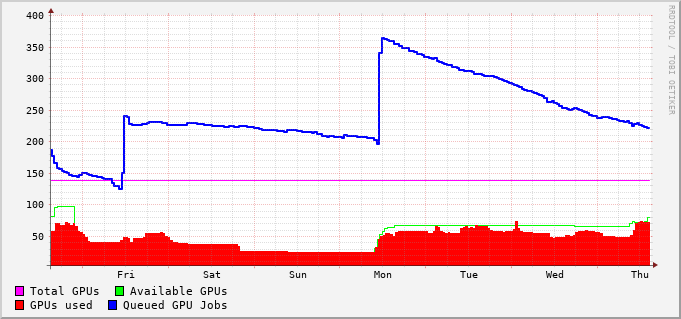 400
350
300
250
200
150
100
50
Fri Sat Sun Mon Tue Wed Thu
Total GPUs Available GPUs
GPUs used Queued GPU Jobs
RRDTOOL / TOBI OETIKER